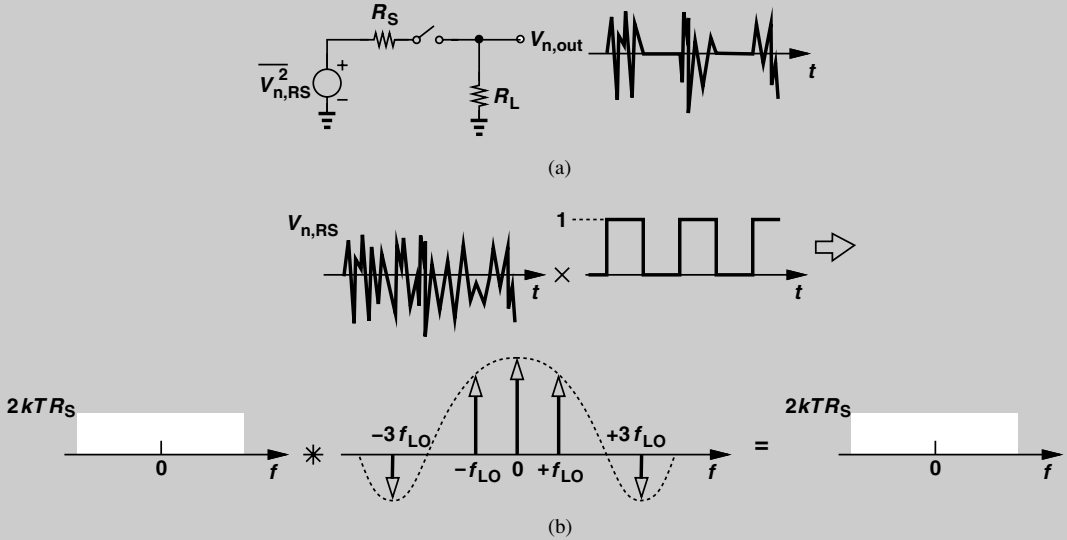 R_S
V_n,out
t
+
V²_n,RS
−
R_L
(a)
V_n,RS
1
t
×
t
2kTR_S
0
f
*
−3f_LO
−f_LO
0
+f_LO
+3f_LO
f
=
2kTR_S
0
f
(b)